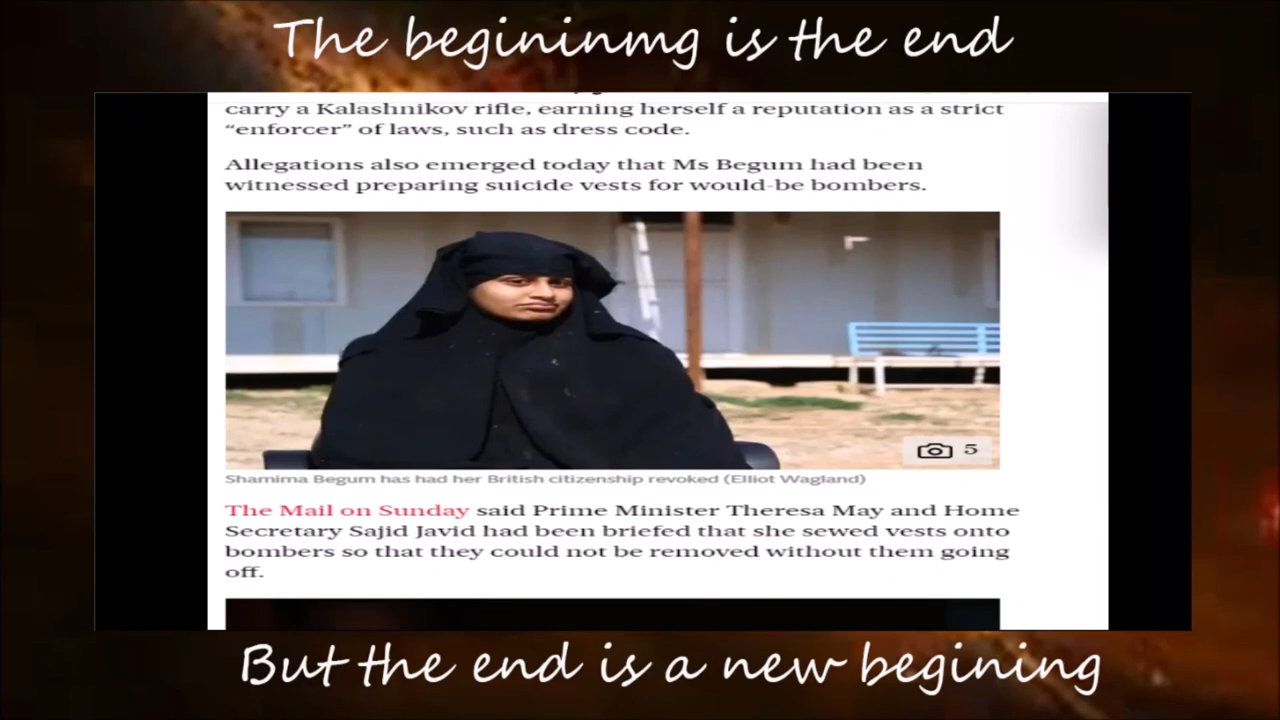 The begininmg is the end
carry a Kalashnikov rifle, earning herself a reputation as a strict
“enforcer” of laws, such as dress code.
Allegations also emerged today that Ms Begum had been
witnessed preparing suicide vests for would-be bombers.
5
Shamima Begum has had her British citizenship revoked (Elliot Wagland)
The Mail on Sunday said Prime Minister Theresa May and Home
Secretary Sajid Javid had been briefed that she sewed vests onto
bombers so that they could not be removed without them going
off.
But the end is a new begining